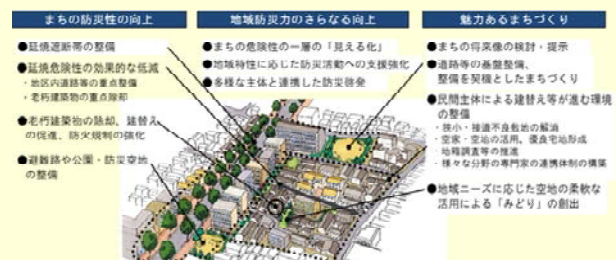 まちの防災性の向上
●延焼遮断帯の整備
●延焼危険性の効果的な低減
・地区内道路等の重点整備
・老朽建築物の重点除却
●老朽建築物の除却、建替え
の促進、防火規制の強化
●避難路や公園・防災空地
の整備
地域防災力のさらなる向上
●まちの危険性の一層の「見える化」
●地域特性に応じた防災活動への支援強化
●多様な主体と連携した防災啓発
魅力あるまちづくり
●まちの将来像の検討・提示
●道路等の基盤整備、
整備を契機としたまちづくり
●民間主体による建替え等が進む環境
の整備
・狭小・接道不良敷地の解消
・空家・空地の活用、優良宅地形成
・地籍調査等の推進
・様々な分野の専門家の連携体制の構築
●地域ニーズに応じた空地の柔軟な
活用による「みどり」の創出